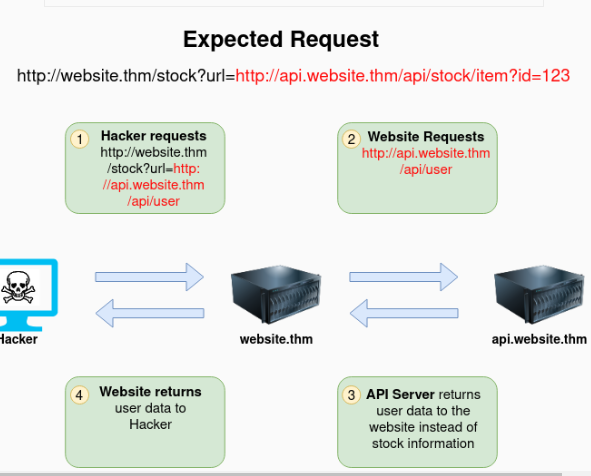 Expected Request
http://website.thm/stock?url=http://api.website.thm/api/stock/item?id=123
1
Hacker requests
http://website.thm
/stock?url=http:
//api.website.thm
/api/user
2
Website Requests
http://api.website.thm
/api/user
Hacker
website.thm
api.website.thm
4
Website returns
user data to
Hacker
3
API Server returns
user data to the
website instead of
stock information